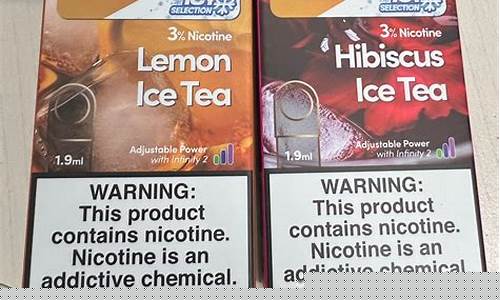 SELECTION
3% Nicotine
Lemon
Ice Tea
Adjustable Power
with Infinity 2
1.9ml
WARNING:
This product
contains nicotine.
Nicotine is an
addictive chemical.
SELECTION
3% Nicotine
Hibiscus
Ice Tea
Adjustable Power
with Infinity 2
1.9ml
WARNING:
This product
contains nicotine.
Nicotine is an
addictive chemical